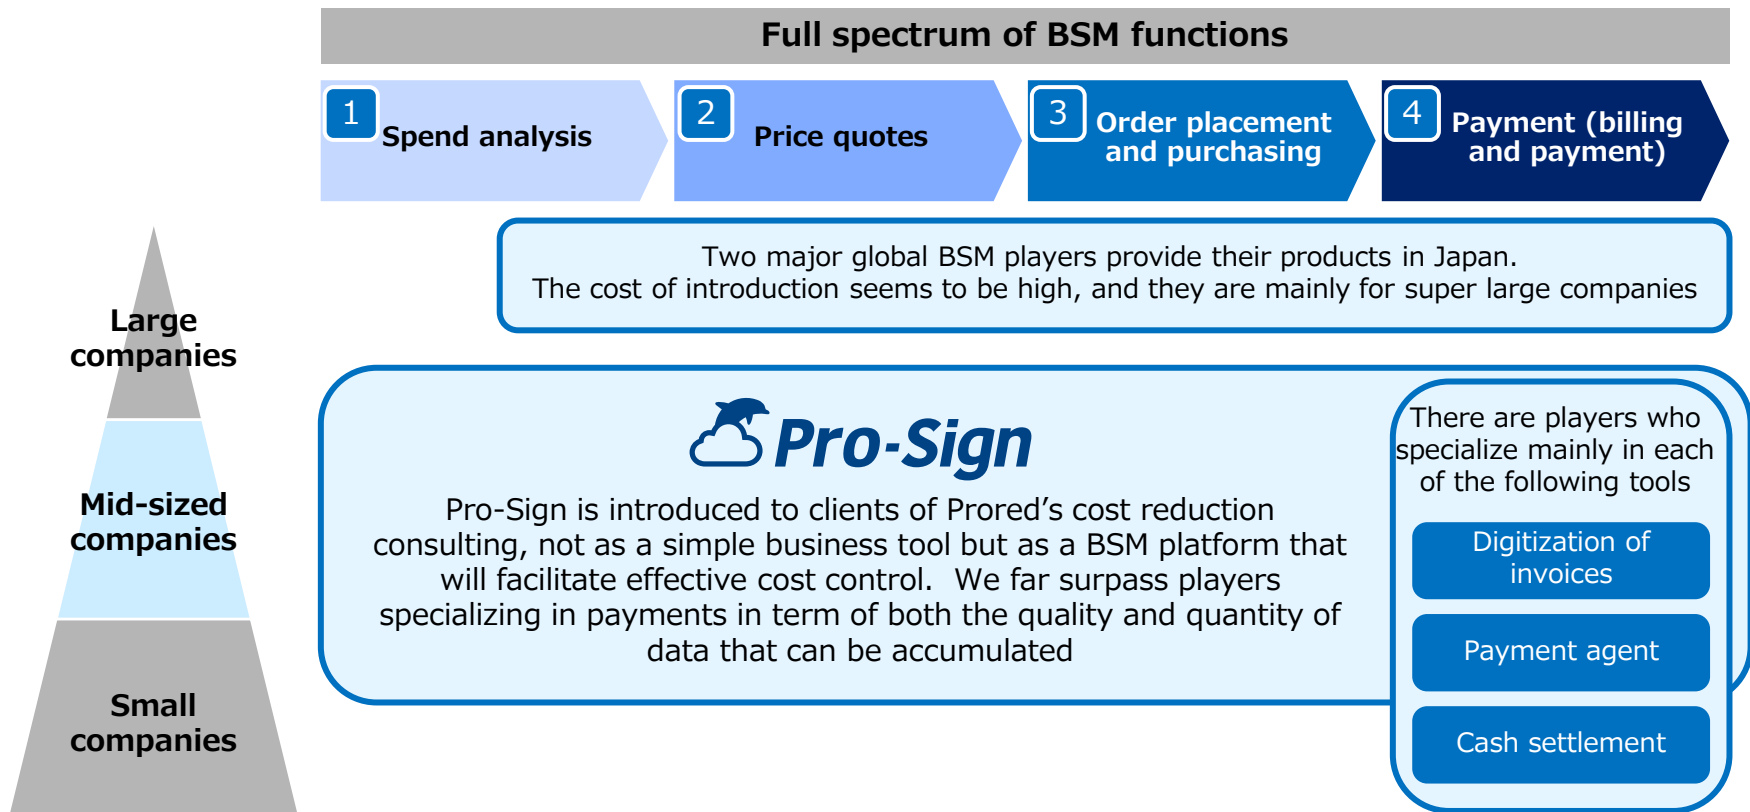 Full spectrum of BSM functions
1
Spend analysis
2
Price quotes
3
Order placement
and purchasing
4
Payment (billing
and payment)
Two major global BSM players provide their products in Japan.
The cost of introduction seems to be high, and they are mainly for super large companies
Large
companies
Mid-sized
companies
Small
companies
Pro-Sign
Pro-Sign is introduced to clients of Prored’s cost reduction
consulting, not as a simple business tool but as a BSM platform that
will facilitate effective cost control.  We far surpass players
specializing in payments in term of both the quality and quantity of
data that can be accumulated
There are players who
specialize mainly in each
of the following tools
Digitization of
invoices
Payment agent
Cash settlement